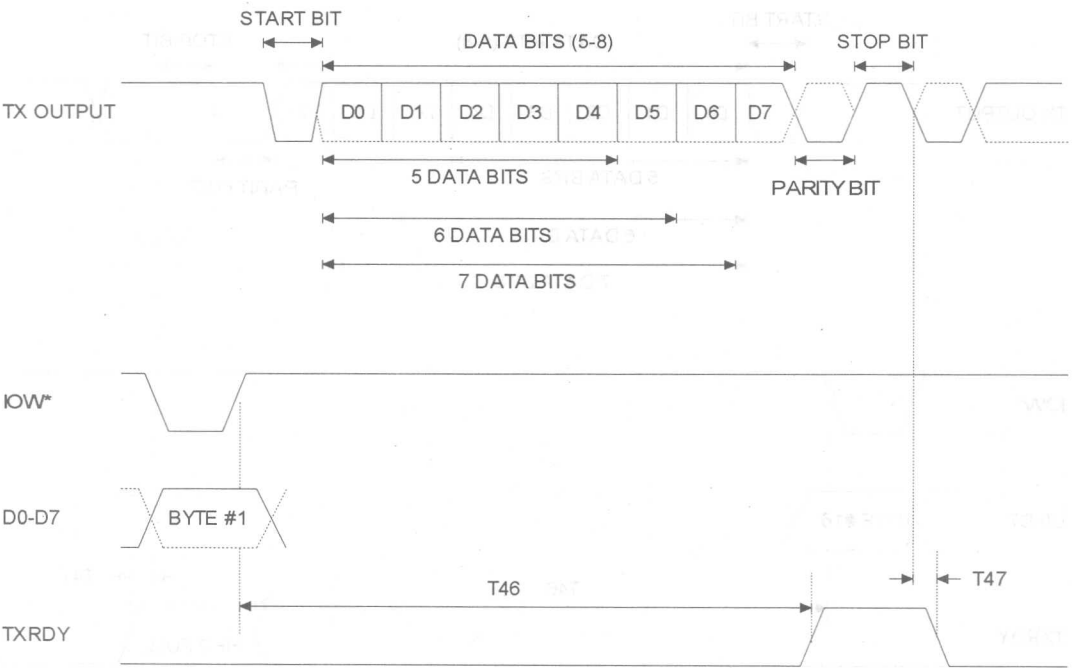 START BIT
DATA BITS (5-8)
STOP BIT
TX OUTPUT
D0 D1 D2 D3 D4 D5 D6 D7
5 DATA BITS
PARITY BIT
6 DATA BITS
7 DATA BITS
IOW*
D0-D7
BYTE #1
T46
T47
TXRDY